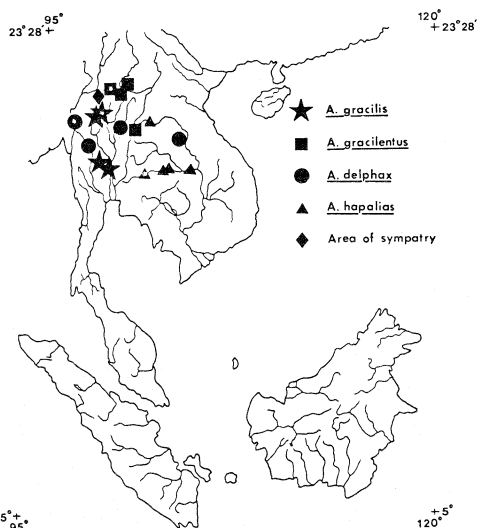 95°
120°
23°28'+
+23°28'
A. gracilis
A. gracilentus
A. delphax
A. hapalias
Area of sympatry
5°+
95°
+5°
120°